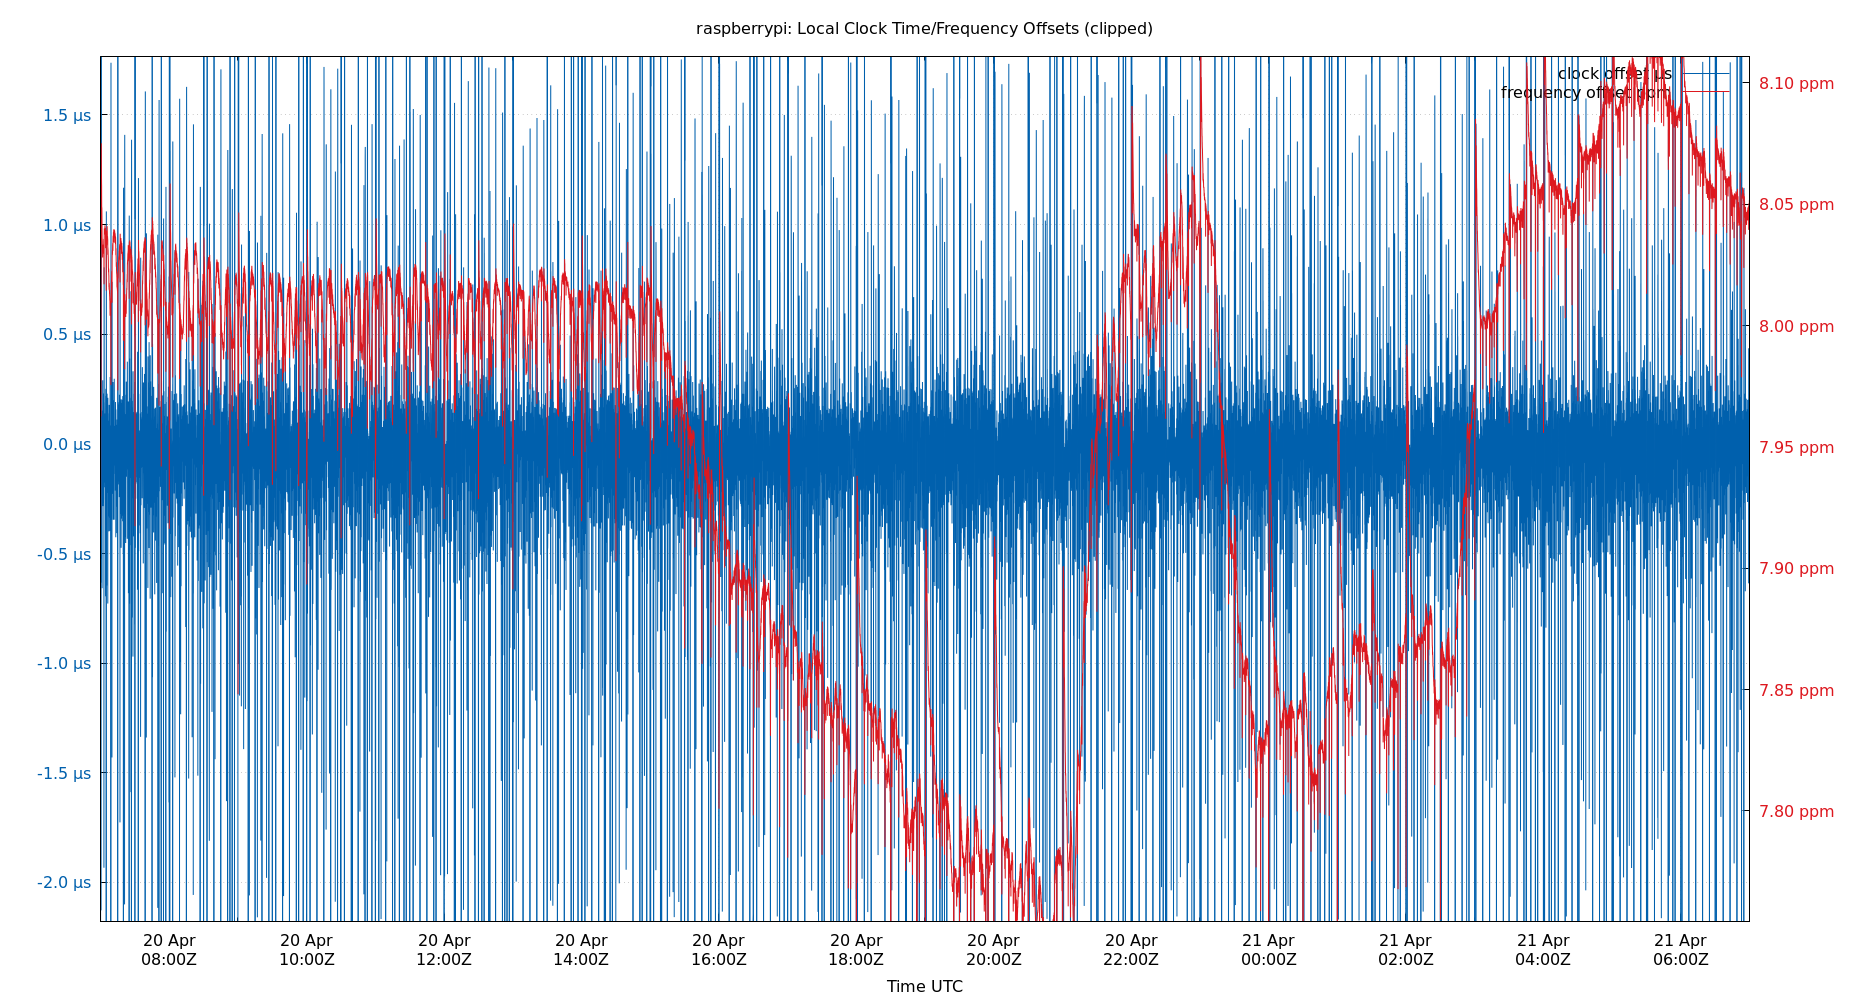 raspberrypi: Local Clock Time/Frequency Offsets (clipped)
clock offset µs
frequency offset ppm
1.5 µs
1.0 µs
0.5 µs
0.0 µs
-0.5 µs
-1.0 µs
-1.5 µs
-2.0 µs
8.10 ppm
8.05 ppm
8.00 ppm
7.95 ppm
7.90 ppm
7.85 ppm
7.80 ppm
20 Apr 20 Apr 20 Apr 20 Apr 20 Apr 20 Apr 20 Apr 20 Apr 21 Apr 21 Apr 21 Apr 21 Apr
08:00Z 10:00Z 12:00Z 14:00Z 16:00Z 18:00Z 20:00Z 22:00Z 00:00Z 02:00Z 04:00Z 06:00Z
Time UTC